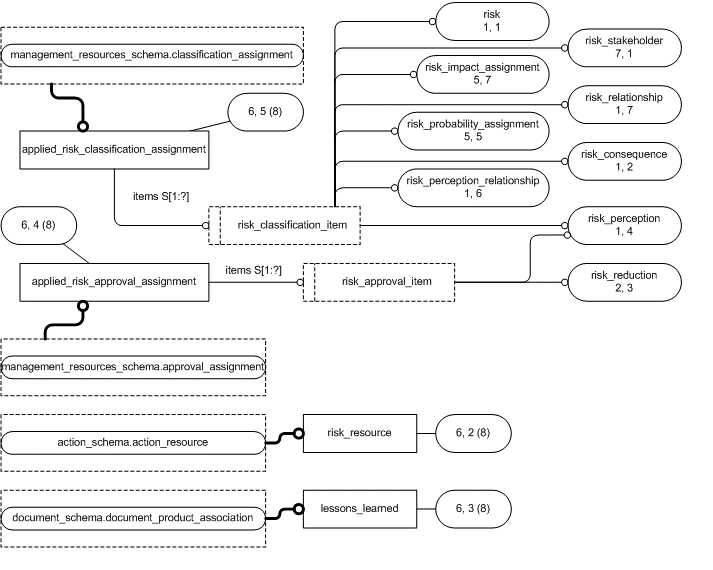 risk
1, 1
management_resources_schema.classification_assignment
risk_stakeholder
7, 1
risk_impact_assignment
5, 7
6, 5 (8)
risk_relationship
1, 7
risk_probability_assignment
5, 5
applied_risk_classification_assignment
risk_consequence
1, 2
risk_perception_relationship
1, 6
items S[1:?]
6, 4 (8)
risk_classification_item
risk_perception
1, 4
items S[1:?]
applied_risk_approval_assignment
risk_approval_item
risk_reduction
2, 3
management_resources_schema.approval_assignment
risk_resource
6, 2 (8)
action_schema.action_resource
lessons_learned
6, 3 (8)
document_schema.document_product_association